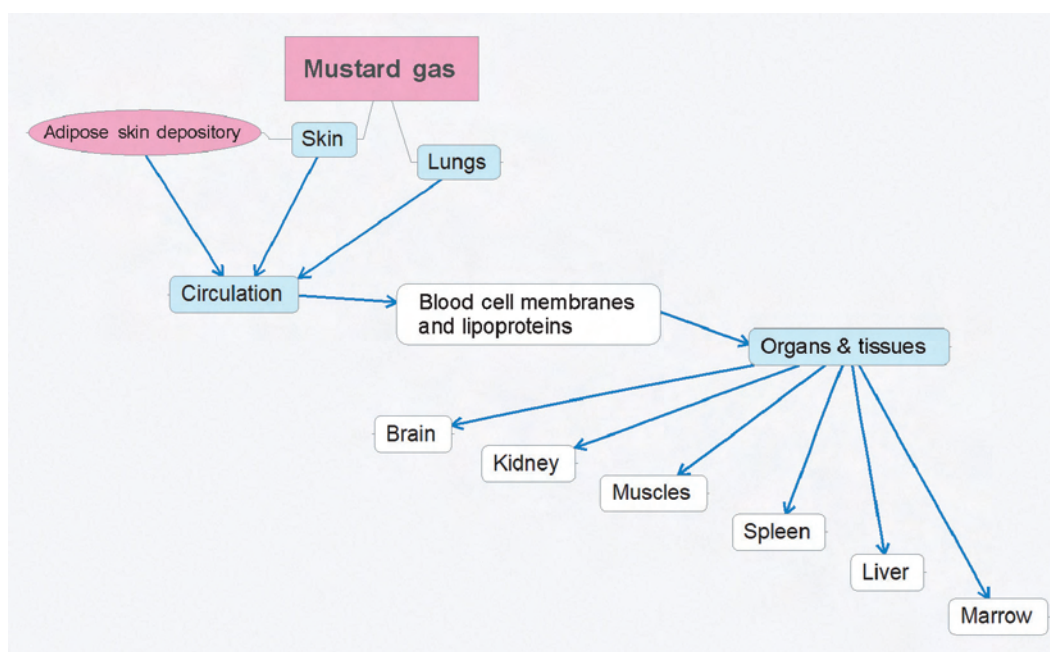 Mustard gas
Adipose skin depository
Skin
Lungs
Circulation
Blood cell membranes
and lipoproteins
Organs & tissues
Brain
Kidney
Muscles
Spleen
Liver
Marrow